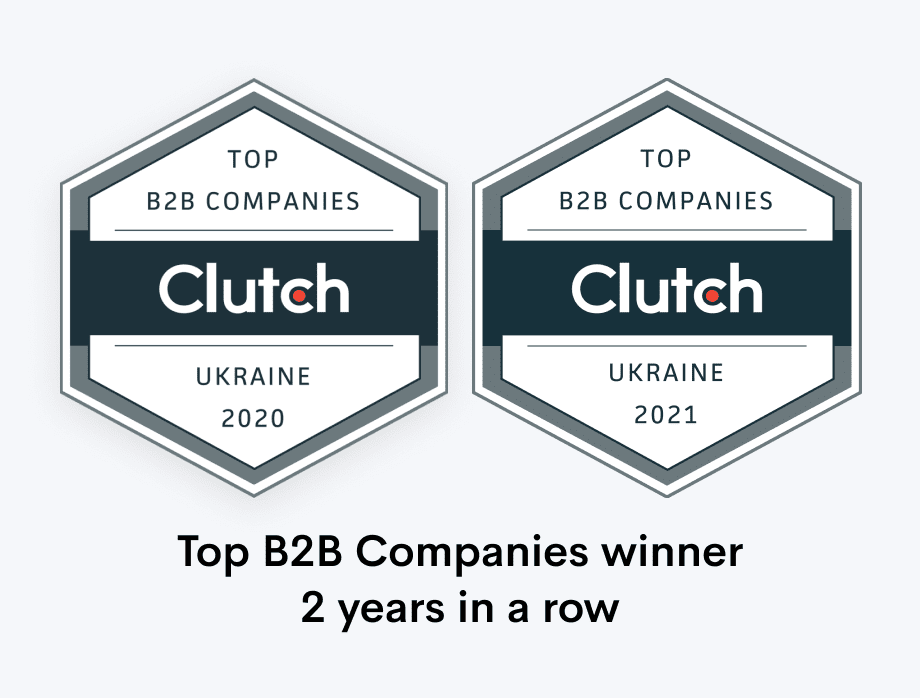 TOP
B2B COMPANIES
Clutch
UKRAINE
2020
TOP
B2B COMPANIES
Clutch
UKRAINE
2021
Top B2B Companies winner
2 years in a row